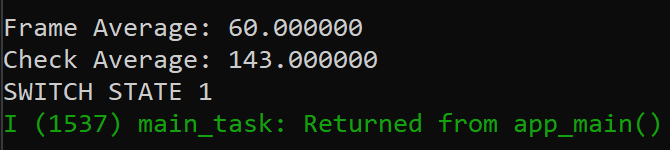 Frame Average: 60.000000
Check Average: 143.000000
SWITCH STATE 1
I (1537) main_task: Returned from app_main()